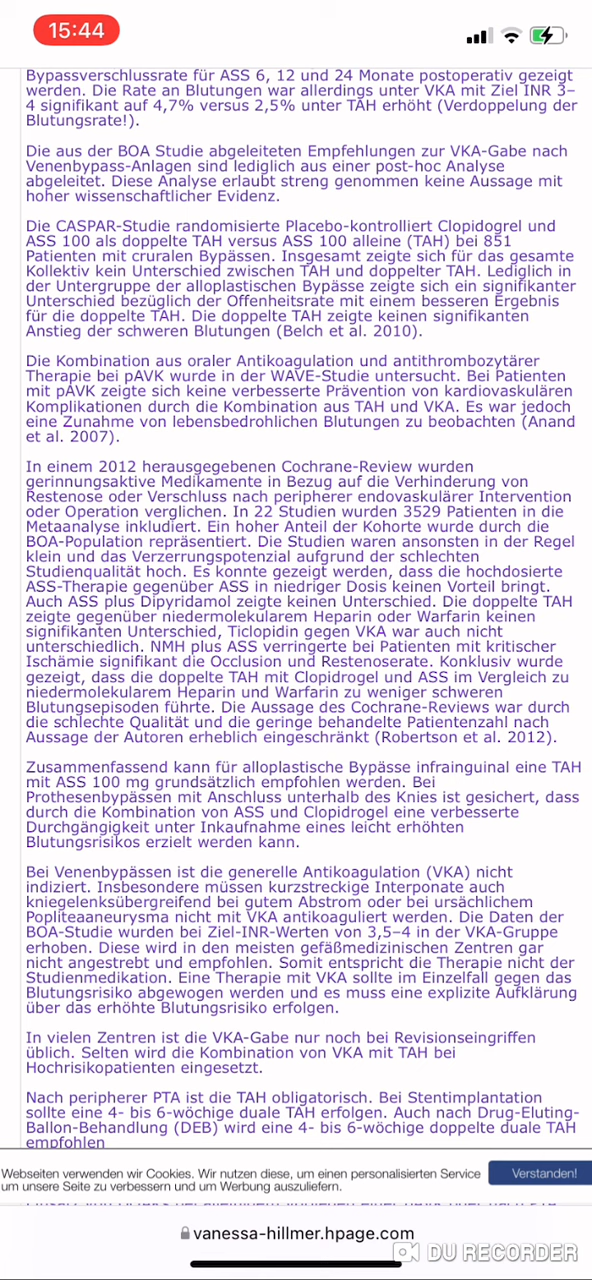 15:44
Bypassverschlussrate für ASS 6, 12 und 24 Monate postoperativ gezeigt
werden. Die Rate an Blutungen war allerdings unter VKA mit Ziel INR 3–
4 signifikant auf 4,7% versus 2,5% unter TAH erhöht (Verdoppelung der
Blutungsrate!).
Die aus der BOA Studie abgeleiteten Empfehlungen zur VKA-Gabe nach
Venenbypass-Anlagen sind lediglich aus einer post-hoc Analyse
abgeleitet. Diese Analyse erlaubt streng genommen keine Aussage mit
hoher wissenschaftlicher Evidenz.
Die CASPAR-Studie randomisierte Placebo-kontrolliert Clopidogrel und
ASS 100 als doppelte TAH versus ASS 100 alleine (TAH) bei 851
Patienten mit cruralen Bypässen. Insgesamt zeigte sich für das gesamte
Kollektiv kein Unterschied zwischen TAH und doppelter TAH. Lediglich in
der Untergruppe der alloplastischen Bypässe zeigte sich ein signifikanter
Unterschied bezüglich der Offenheitsrate mit einem besseren Ergebnis
für die doppelte TAH. Die doppelte TAH zeigte keinen signifikanten
Anstieg der schweren Blutungen (Belch et al. 2010).
Die Kombination aus oraler Antikoagulation und antithrombozytärer
Therapie bei pAVK wurde in der WAVE-Studie untersucht. Bei Patienten
mit pAVK zeigte sich keine verbesserte Prävention von kardiovaskulären
Komplikationen durch die Kombination aus TAH und VKA. Es war jedoch
eine Zunahme von lebensbedrohlichen Blutungen zu beobachten (Anand
et al. 2007).
In einem 2012 herausgegebenen Cochrane-Review wurden
gerinnungsaktive Medikamente in Bezug auf die Verhinderung von
Restenose oder Verschluss nach peripherer endovaskulärer Intervention
oder Operation verglichen. In 22 Studien wurden 3529 Patienten in die
Metaanalyse inkludiert. Ein hoher Anteil der Kohorte wurde durch die
BOA-Population repräsentiert. Die Studien waren ansonsten in der Regel
klein und das Verzerrungspotenzial aufgrund der schlechten
Studienqualität hoch. Es konnte gezeigt werden, dass die hochdosierte
ASS-Therapie gegenüber ASS in niedriger Dosis keinen Vorteil bringt.
Auch ASS plus Dipyridamol zeigte keinen Unterschied. Die doppelte TAH
zeigte gegenüber niedermolekularem Heparin oder Warfarin keinen
signifikanten Unterschied, Ticlopidin gegen VKA war auch nicht
unterschiedlich. NMH plus ASS verringerte bei Patienten mit kritischer
Ischämie signifikant die Occlusion und Restenoserate. Konklusiv wurde
gezeigt, dass die doppelte TAH mit Clopidrogel und ASS im Vergleich zu
niedermolekularem Heparin und Warfarin zu weniger schweren
Blutungsepisoden führte. Die Aussage des Cochrane-Reviews war durch
die schlechte Qualität und die geringe behandelte Patientenzahl nach
Aussage der Autoren erheblich eingeschränkt (Robertson et al. 2012).
Zusammenfassend kann für alloplastische Bypässe infrainguinal eine TAH
mit ASS 100 mg grundsätzlich empfohlen werden. Bei
Prothesenbypässen mit Anschluss unterhalb des Knies ist gesichert, dass
durch die Kombination von ASS und Clopidrogel eine verbesserte
Durchgängigkeit unter Inkaufnahme eines leicht erhöhten
Blutungsrisikos erzielt werden kann.
Bei Venenbypässen ist die generelle Antikoagulation (VKA) nicht
indiziert. Insbesondere müssen kurzstreckige Interponate auch
kniegelenksübergreifend bei gutem Abstrom oder bei ursächlichem
Popliteaaneurysma nicht mit VKA antikoaguliert werden. Die Daten der
BOA-Studie wurden bei Ziel-INR-Werten von 3,5–4 in der VKA-Gruppe
erhoben. Diese wird in den meisten gefäßmedizinischen Zentren gar
nicht angestrebt und empfohlen. Somit entspricht die Therapie nicht der
Studienmedikation. Eine Therapie mit VKA sollte im Einzelfall gegen das
Blutungsrisiko abgewogen werden und es muss eine explizite Aufklärung
über das erhöhte Blutungsrisiko erfolgen.
In vielen Zentren ist die VKA-Gabe nur noch bei Revisionseingriffen
üblich. Selten wird die Kombination von VKA mit TAH bei
Hochrisikopatienten eingesetzt.
Nach peripherer PTA ist die TAH obligatorisch. Bei Stentimplantation
sollte eine 4- bis 6-wöchige duale TAH erfolgen. Auch nach Drug-Eluting-
Ballon-Behandlung (DEB) wird eine 4- bis 6-wöchige doppelte duale TAH
empfohlen
Webseiten verwenden wir Cookies. Wir nutzen diese, um einen personalisierten Service
um unsere Seite zu verbessern und um Werbung auszuliefern.
Verstanden!
vanessa-hillmer.hpage.com
DU RECORDER